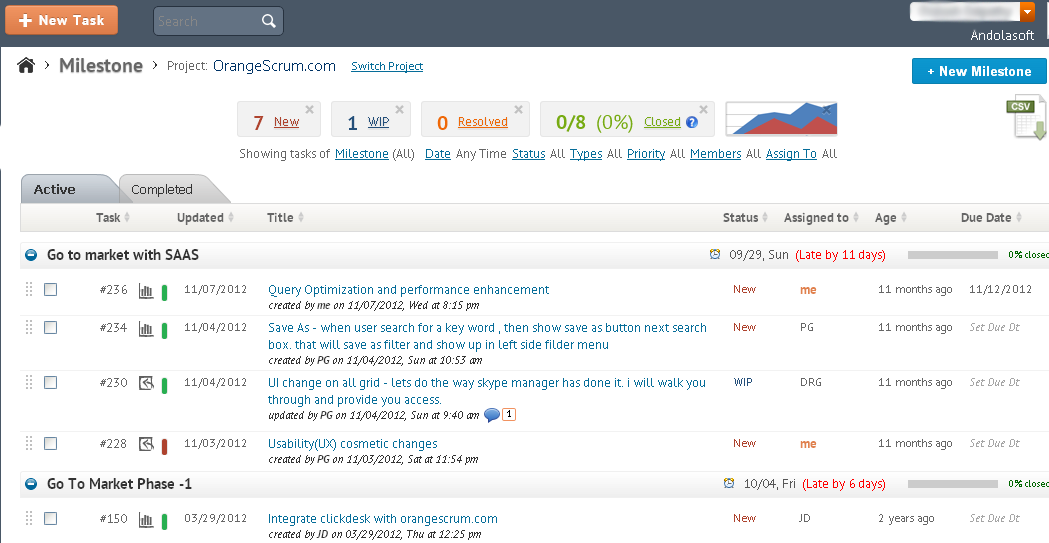 + New Task
Search
Andolasoft
Milestone
Project: OrangeScrum.com
Switch Project
+ New Milestone
7 New
1 WIP
0 Resolved
0/8 (0%) Closed ?
CSV
Showing tasks of Milestone (All) Date Any Time Status All Types All Priority All Members All Assign To All
Active
Completed
Task Updated Title Status Assigned to Age Due Date
Go to market with SAAS 09/29, Sun (Late by 11 days) 0% closed
#236 11/07/2012 Query Optimization and performance enhancement New me 11 months ago 11/12/2012
created by me on 11/07/2012, Wed at 8:15 pm
#234 11/04/2012 Save As - when user search for a key word , then show save as button next search New PG 11 months ago Set Due Dt
box. that will save as filter and show up in left side filder menu
created by PG on 11/04/2012, Sun at 10:53 am
#230 11/04/2012 UI change on all grid - lets do the way skype manager has done it. i will walk you WIP DRG 11 months ago Set Due Dt
through and provide you access.
updated by PG on 11/04/2012, Sun at 9:40 am 1
#228 11/03/2012 Usability(UX) cosmetic changes New me 11 months ago Set Due Dt
created by PG on 11/03/2012, Sat at 11:54 pm
Go To Market Phase -1 10/04, Fri (Late by 6 days) 0% closed
#150 03/29/2012 Integrate clickdesk with orangescrum.com New JD 2 years ago Set Due Dt
created by JD on 03/29/2012, Thu at 12:25 pm